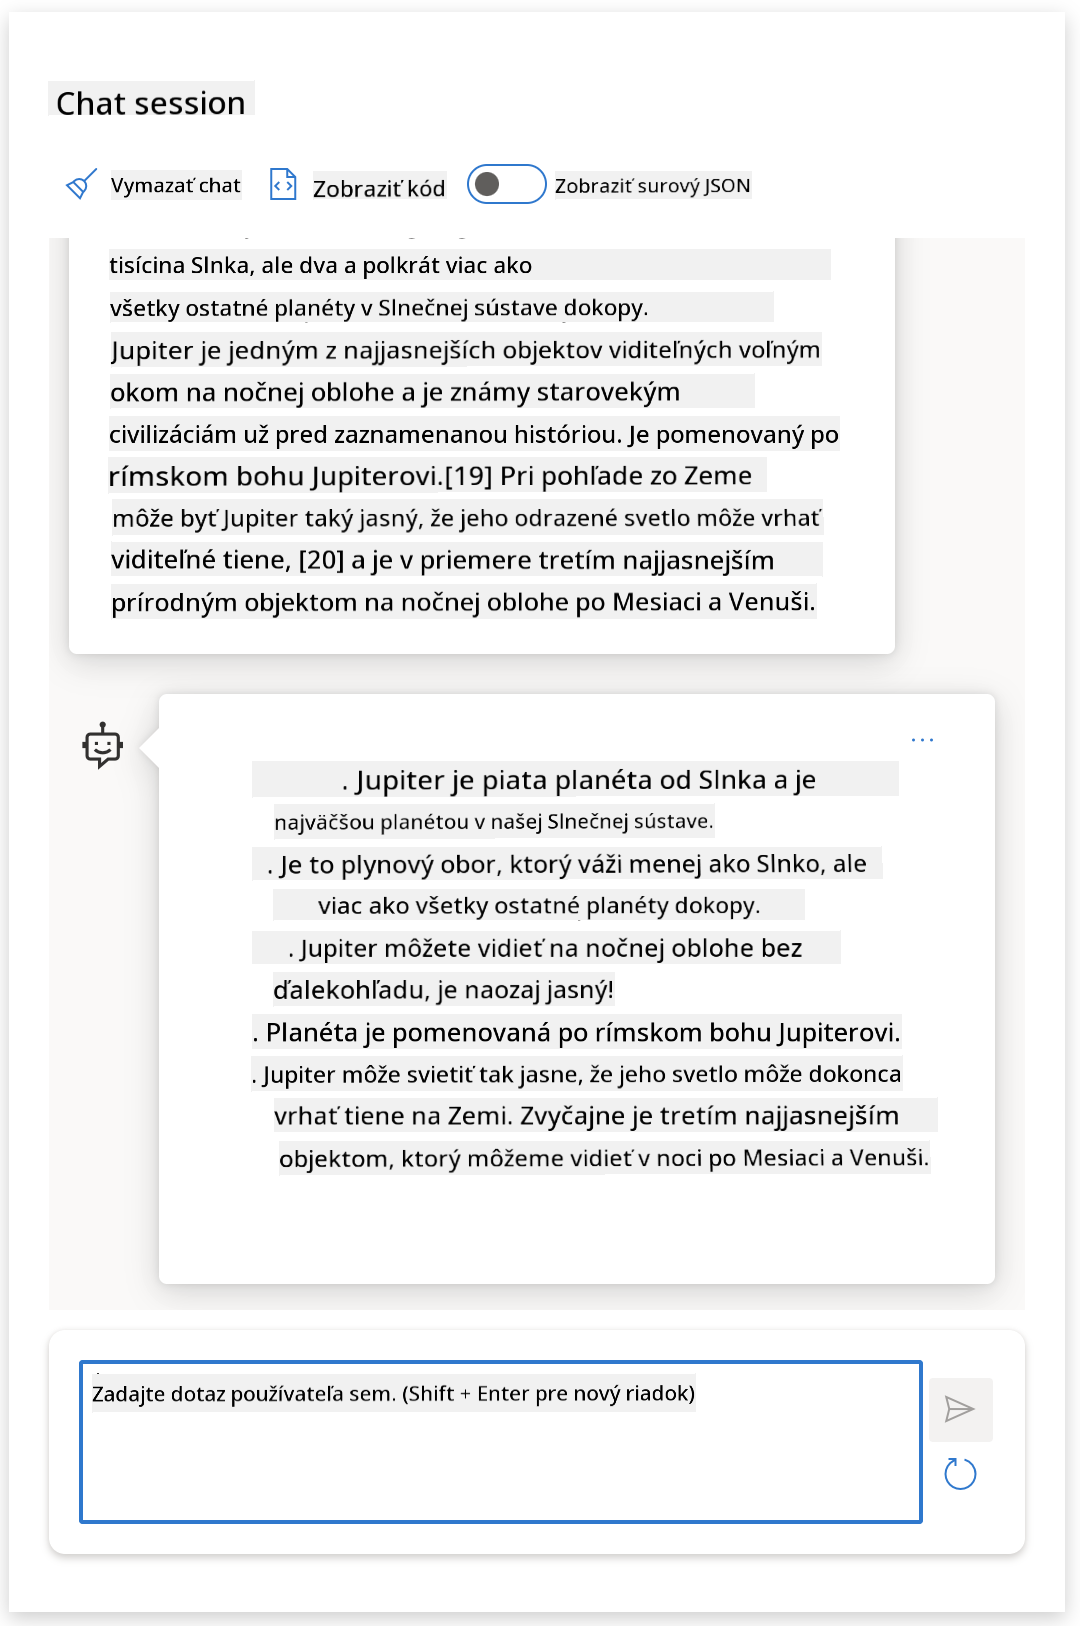 Chat session
Vymazať chat
Zobraziť kód
Zobraziť surový JSON
tisícina Slnka, ale dva a polkrát viac ako
všetky ostatné planéty v Slnečnej sústave dokopy.
Jupiter je jedným z najjasnejších objektov viditeľných voľným
okom na nočnej oblohe a je známy starovekým
civilizáciám už pred zaznamenanou históriou. Je pomenovaný po
rímskom bohu Jupiterovi.[19] Pri pohľade zo Zeme
môže byť Jupiter taký jasný, že jeho odrazené svetlo môže vrhať
viditeľné tiene, [20] a je v priemere tretím najjasnejším
prírodným objektom na nočnej oblohe po Mesiaci a Venuši.
. Jupiter je piata planéta od Slnka a je
najväčšou planétou v našej Slnečnej sústave.
. Je to plynový obor, ktorý váži menej ako Slnko, ale
viac ako všetky ostatné planéty dokopy.
. Jupiter môžete vidieť na nočnej oblohe bez
ďalekohľadu, je naozaj jasný!
. Planéta je pomenovaná po rímskom bohu Jupiterovi.
. Jupiter môže svietiť tak jasne, že jeho svetlo môže dokonca
vrhať tiene na Zemi. Zvyčajne je tretím najjasnejším
objektom, ktorý môžeme vidieť v noci po Mesiaci a Venuši.
Zadajte dotaz používateľa sem. (Shift + Enter pre nový riadok)